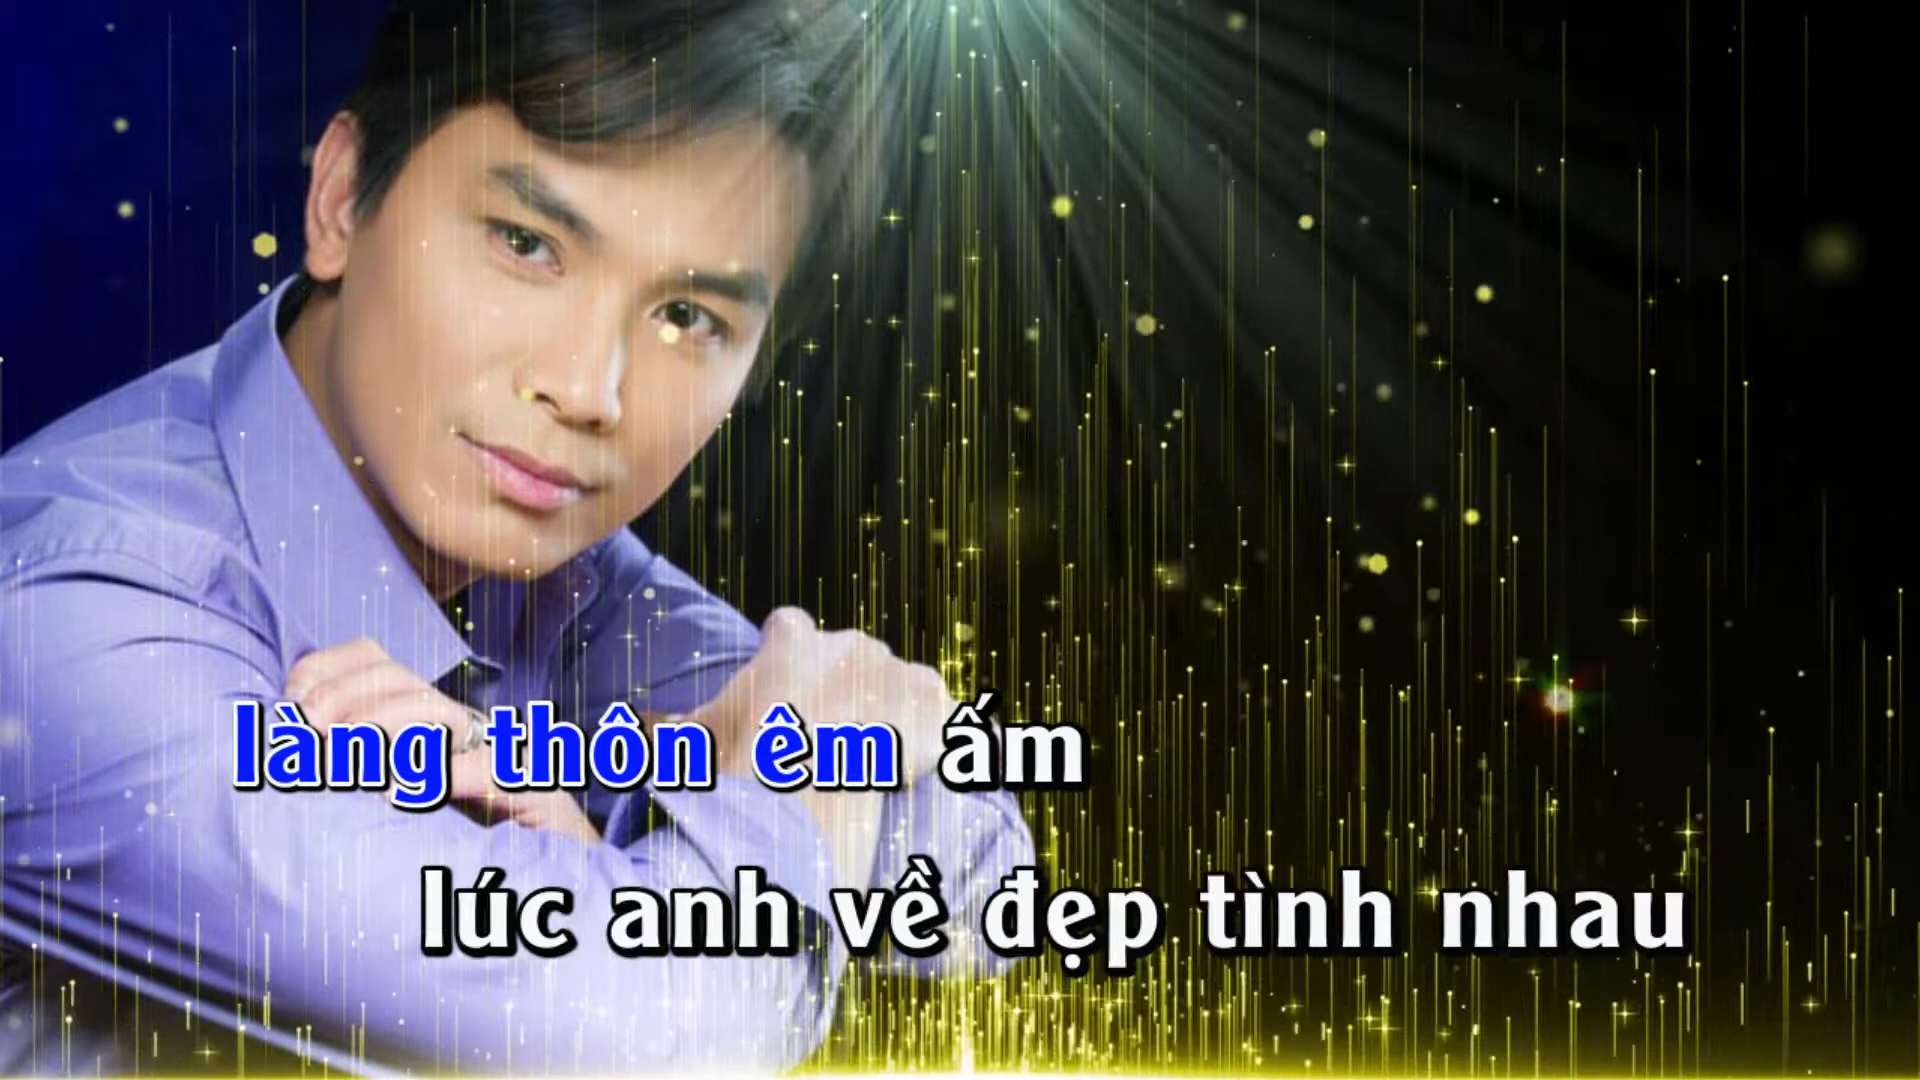 làng thôn êm ấm
lúc anh về đẹp tình nhau